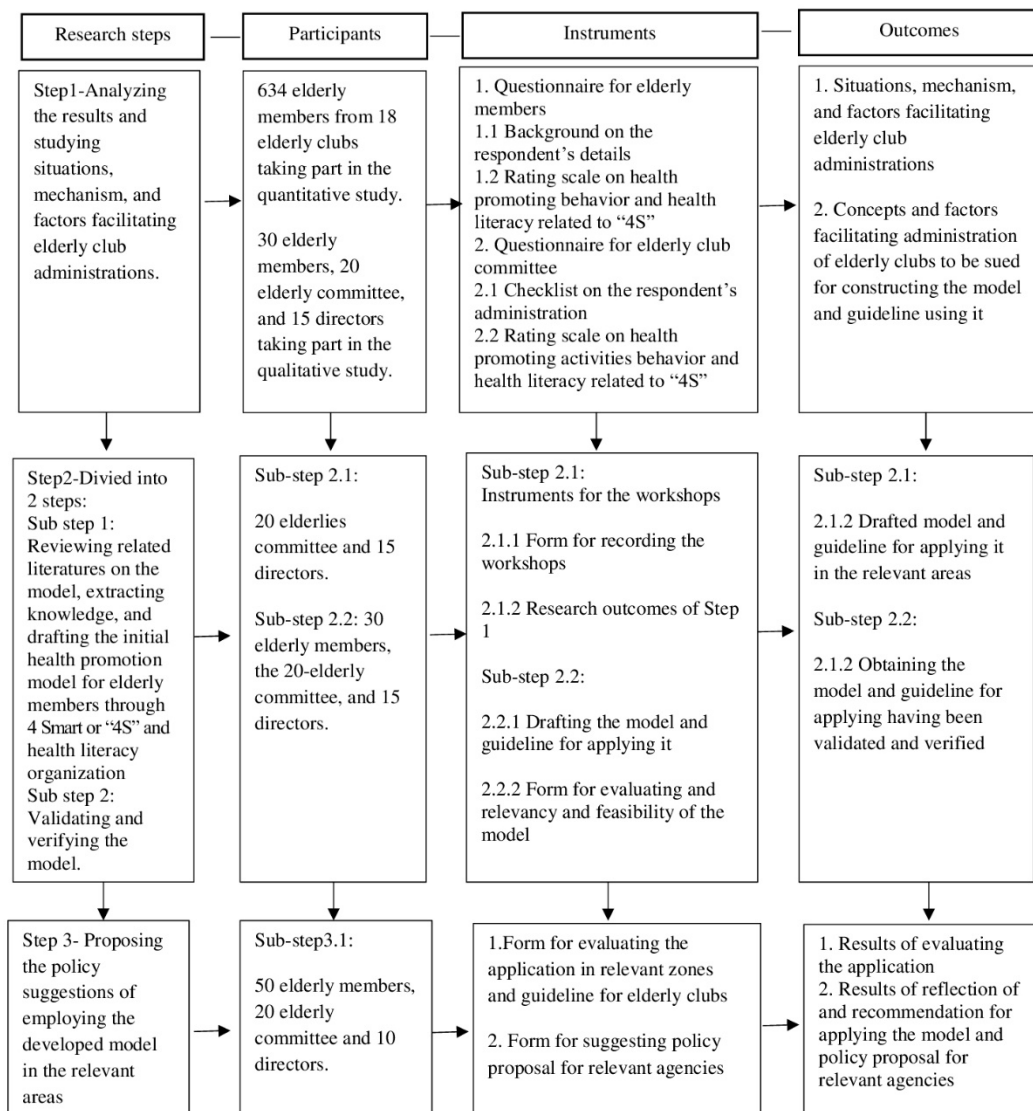 Research steps
Participants
Instruments
Outcomes
Step1-Analyzing
the results and
studying
situations,
mechanism, and
factors facilitating
elderly club
administrations.
634 elderly
members from 18
elderly clubs
taking part in the
quantitative study.
30 elderly
members, 20
elderly committee,
and 15 directors
taking part in the
qualitative study.
1. Questionnaire for elderly
members
1.1 Background on the
respondent's details
1.2 Rating scale on health
promoting behavior and health
literacy related to “4S”
2. Questionnaire for elderly club
committee
2.1 Checklist on the respondent's
administration
2.2 Rating scale on health
promoting activities behavior and
health literacy related to “4S”
1. Situations, mechanism,
and factors facilitating
elderly club
administrations
2. Concepts and factors
facilitating administration
of elderly clubs to be sued
for constructing the model
and guideline using it
Step2-Divied into
2 steps:
Sub step 1:
Reviewing related
literatures on the
model, extracting
knowledge, and
drafting the initial
health promotion
model for elderly
members through
4 Smart or “4S” and
health literacy
organization
Sub step 2:
Validating and
verifying the
model.
Sub-step 2.1:
20 elderlies
committee and 15
directors.
Sub-step 2.2: 30
elderly members,
the 20-elderly
committee, and 15
directors.
Sub-step 2.1:
Instruments for the workshops
2.1.1 Form for recording the
workshops
2.1.2 Research outcomes of Step
1
Sub-step 2.2:
2.2.1 Drafting the model and
guideline for applying it
2.2.2 Form for evaluating and
relevancy and feasibility of the
model
Sub-step 2.1:
2.1.2 Drafted model and
guideline for applying it
in the relevant areas
Sub-step 2.2:
2.1.2 Obtaining the
model and guideline for
applying having been
validated and verified
Step 3- Proposing
the policy
suggestions of
employing the
developed model
in the relevant
areas
Sub-step3.1:
50 elderly members,
20 elderly
committee and 10
directors.
1.Form for evaluating the
application in relevant zones
and guideline for elderly clubs
2. Form for suggesting policy
proposal for relevant agencies
1. Results of evaluating
the application
2. Results of reflection of
and recommendation for
applying the model and
policy proposal for
relevant agencies